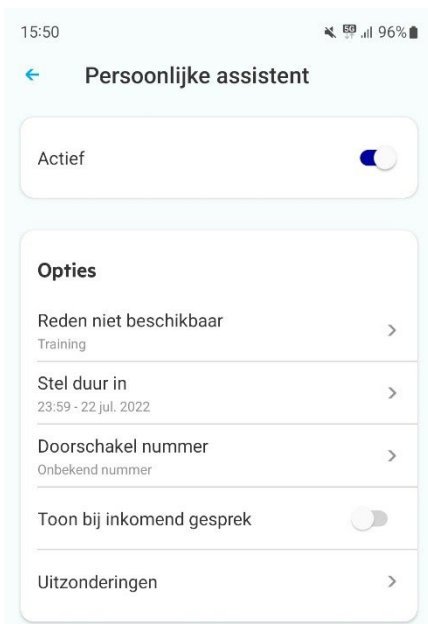 15:50 5G 96%
Persoonlijke assistent
Actief
Opties
Reden niet beschikbaar
Training
Stel duur in
23:59 - 22 jul. 2022
Doorschakel nummer
Onbekend nummer
Toon bij inkomend gesprek
Uitzonderingen